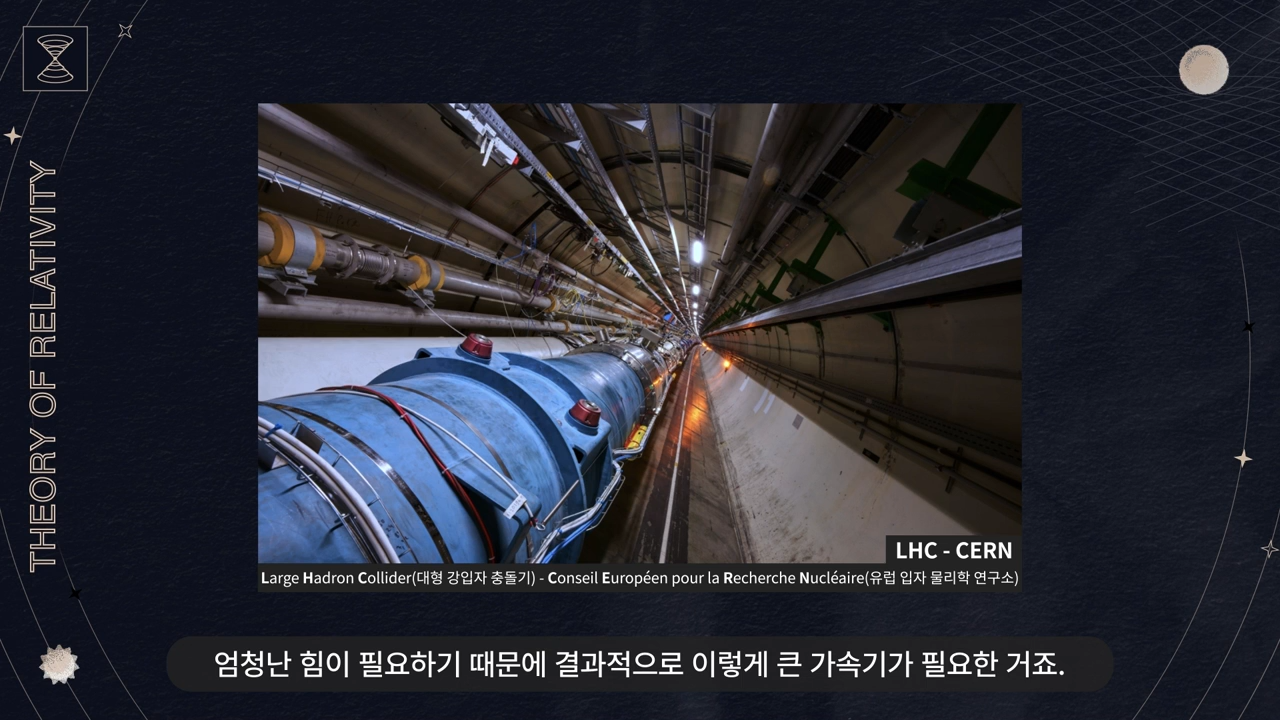 THEORY OF RELATIVITY
LHC - CERN
Large Hadron Collider(대형 강입자 충돌기) - Conseil Européen pour la Recherche Nucléaire(유럽 입자 물리학 연구소)
엄청난 힘이 필요하기 때문에 결과적으로 이렇게 큰 가속기가 필요한 거죠.